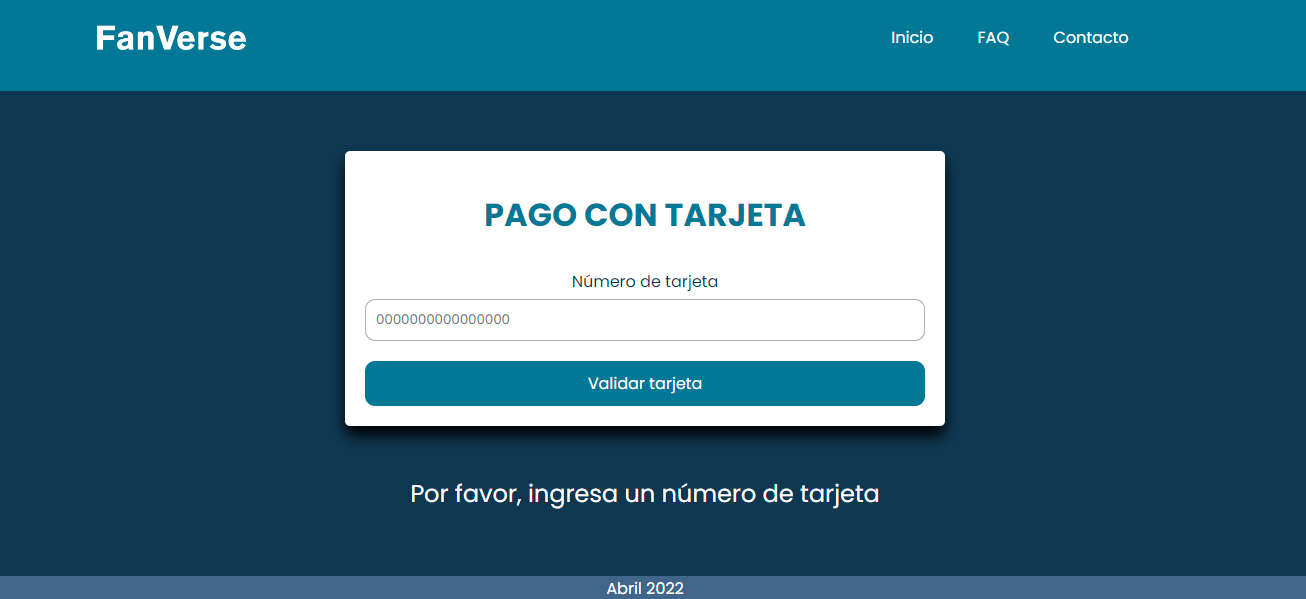 FanVerse
Inicio FAQ Contacto
PAGO CON TARJETA
Número de tarjeta
0000000000000000
Validar tarjeta
Por favor, ingresa un número de tarjeta
Abril 2022